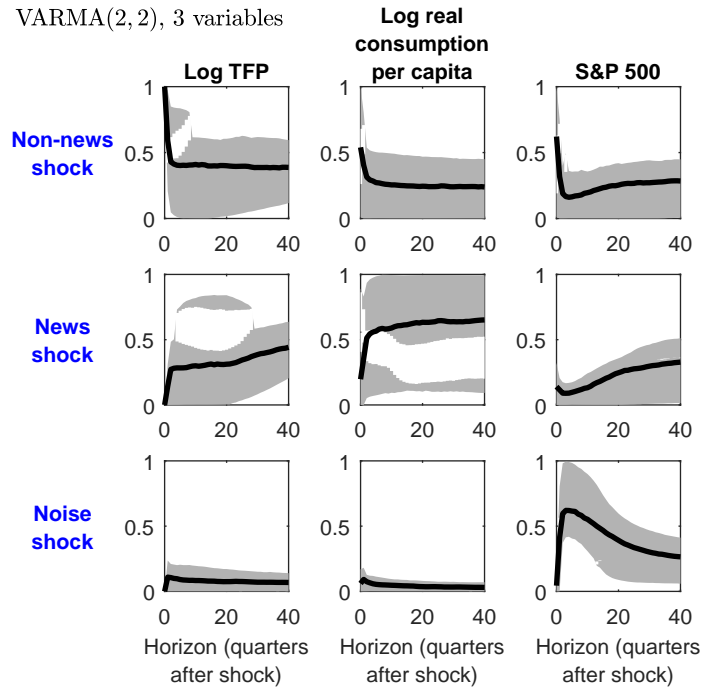 VARMA(2, 2), 3 variables
Log TFP
Log real
consumption
per capita
S&P 500
Non-news
shock
1
0.5
0
0 20 40
1
0.5
0
0 20 40
1
0.5
0
0 20 40
News
shock
1
0.5
0
0 20 40
1
0.5
0
0 20 40
1
0.5
0
0 20 40
Noise
shock
1
0.5
0
0 20 40
1
0.5
0
0 20 40
1
0.5
0
0 20 40
Horizon (quarters
after shock)
Horizon (quarters
after shock)
Horizon (quarters
after shock)